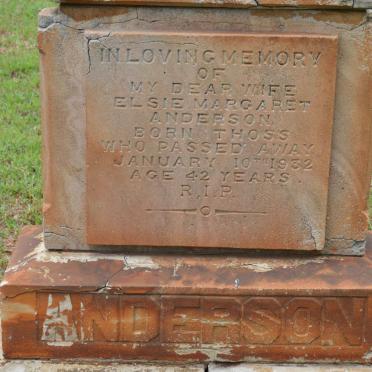 IN LOVING MEMORY
OF
MY DEAR WIFE
ELSIE MARGARET
ANDERSON
BORN THOSS
WHO PASSED AWAY
JANUARY 10TH 1932
AGE 42 YEARS.
R.I.P.
ANDERSON